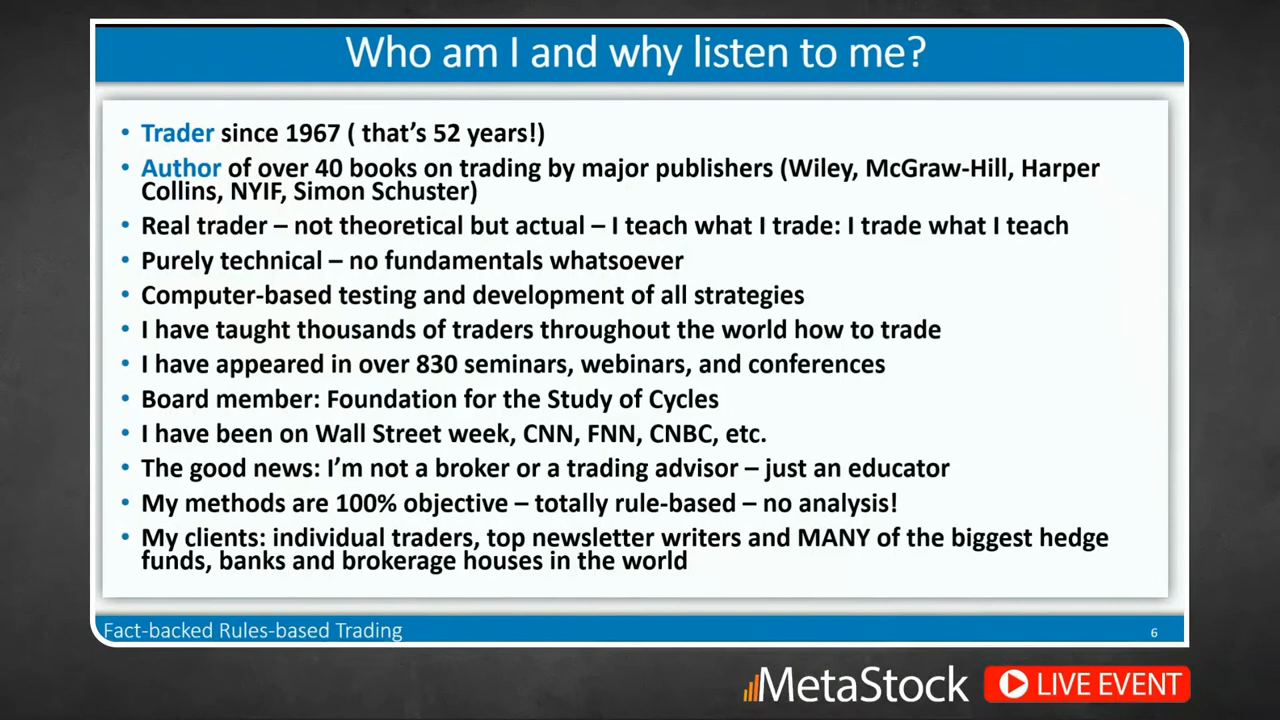 Who am I and why listen to me?
• Trader since 1967 ( that's 52 years!)
• Author of over 40 books on trading by major publishers (Wiley, McGraw-Hill, Harper
Collins, NYIF, Simon Schuster)
• Real trader – not theoretical but actual – I teach what I trade: I trade what I teach
• Purely technical – no fundamentals whatsoever
• Computer-based testing and development of all strategies
• I have taught thousands of traders throughout the world how to trade
• I have appeared in over 830 seminars, webinars, and conferences
• Board member: Foundation for the Study of Cycles
• I have been on Wall Street week, CNN, FNN, CNBC, etc.
• The good news: I'm not a broker or a trading advisor – just an educator
• My methods are 100% objective – totally rule-based – no analysis!
• My clients: individual traders, top newsletter writers and MANY of the biggest hedge
funds, banks and brokerage houses in the world
Fact-backed Rules-based Trading
6
MetaStock
LIVE EVENT